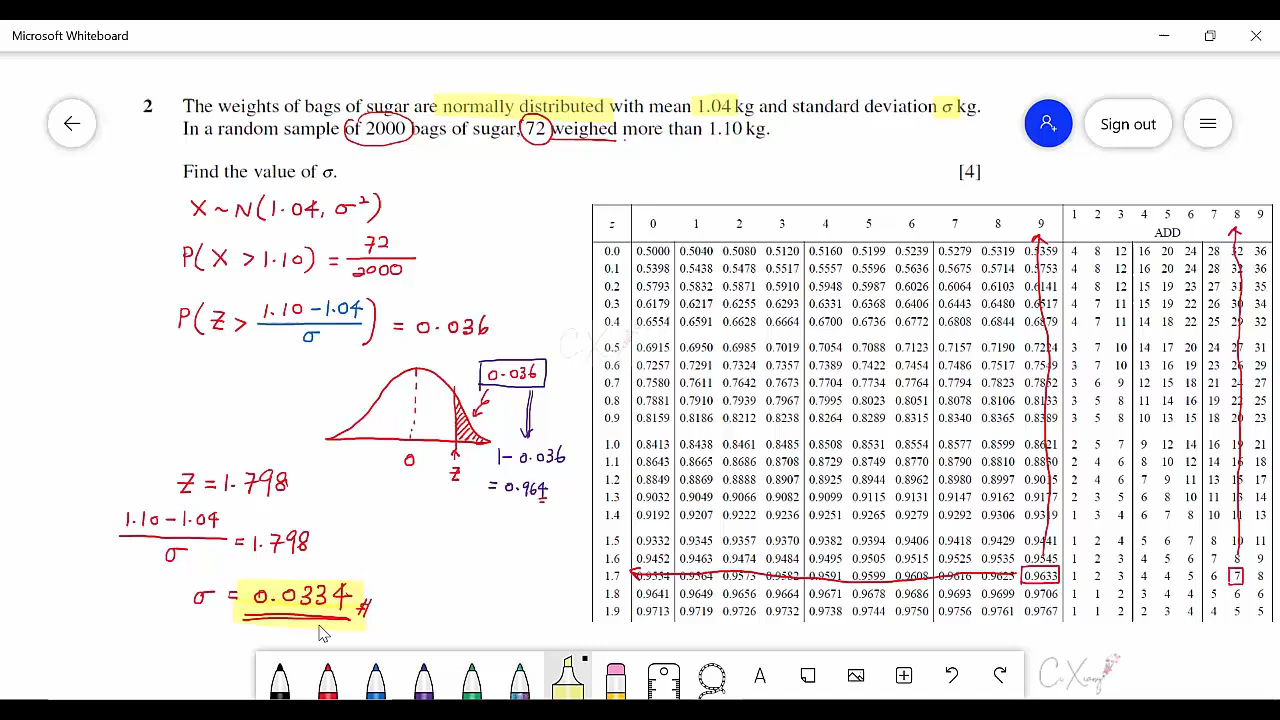 Microsoft Whiteboard
2 The weights of bags of sugar are normally distributed with mean 1.04 kg and standard deviation σ kg.
In a random sample of 2000 bags of sugar, 72 weighed more than 1.10 kg.
Sign out
Find the value of σ. [4]
X ~ N(1.04, σ²)
P(X > 1.10) = 72/2000
P(Z > (1.10 - 1.04)/σ) = 0.036
0.036
0 z
1 - 0.036
= 0.964
Z = 1.798
(1.10 - 1.04)/σ = 1.798
σ = 0.0334 #
z 0 1 2 3 4 5 6 7 8 9 1 2 3 4 5 6 7 8 9
ADD
0.0 0.5000 0.5040 0.5080 0.5120 0.5160 0.5199 0.5239 0.5279 0.5319 0.5359 4 8 12 16 20 24 28 32 36
0.1 0.5398 0.5438 0.5478 0.5517 0.5557 0.5596 0.5636 0.5675 0.5714 0.5753 4 8 12 16 20 24 28 32 36
0.2 0.5793 0.5832 0.5871 0.5910 0.5948 0.5987 0.6026 0.6064 0.6103 0.6141 4 8 12 15 19 23 27 31 35
0.3 0.6179 0.6217 0.6255 0.6293 0.6331 0.6368 0.6406 0.6443 0.6480 0.6517 4 7 11 15 19 22 26 30 34
0.4 0.6554 0.6591 0.6628 0.6664 0.6700 0.6736 0.6772 0.6808 0.6844 0.6879 4 7 11 14 18 22 25 29 32
0.5 0.6915 0.6950 0.6985 0.7019 0.7054 0.7088 0.7123 0.7157 0.7190 0.7224 3 7 10 14 17 20 24 27 31
0.6 0.7257 0.7291 0.7324 0.7357 0.7389 0.7422 0.7454 0.7486 0.7517 0.7549 3 7 10 13 16 19 23 26 29
0.7 0.7580 0.7611 0.7642 0.7673 0.7704 0.7734 0.7764 0.7794 0.7823 0.7852 3 6 9 12 15 18 21 24 27
0.8 0.7881 0.7910 0.7939 0.7967 0.7995 0.8023 0.8051 0.8078 0.8106 0.8133 3 5 8 11 14 16 19 22 25
0.9 0.8159 0.8186 0.8212 0.8238 0.8264 0.8289 0.8315 0.8340 0.8365 0.8389 3 5 8 10 13 15 18 20 23
1.0 0.8413 0.8438 0.8461 0.8485 0.8508 0.8531 0.8554 0.8577 0.8599 0.8621 2 5 7 9 12 14 16 19 21
1.1 0.8643 0.8665 0.8686 0.8708 0.8729 0.8749 0.8770 0.8790 0.8810 0.8830 2 4 6 8 10 12 14 16 18
1.2 0.8849 0.8869 0.8888 0.8907 0.8925 0.8944 0.8962 0.8980 0.8997 0.9015 2 4 6 7 9 11 13 15 17
1.3 0.9032 0.9049 0.9066 0.9082 0.9099 0.9115 0.9131 0.9147 0.9162 0.9177 2 3 5 6 8 10 11 13 14
1.4 0.9192 0.9207 0.9222 0.9236 0.9251 0.9265 0.9279 0.9292 0.9306 0.9319 1 3 4 6 7 8 10 11 13
1.5 0.9332 0.9345 0.9357 0.9370 0.9382 0.9394 0.9406 0.9418 0.9429 0.9441 1 2 4 5 6 7 8 10 11
1.6 0.9452 0.9463 0.9474 0.9484 0.9495 0.9505 0.9515 0.9525 0.9535 0.9545 1 2 3 4 5 6 7 8 9
1.7 0.9554 0.9564 0.9573 0.9582 0.9591 0.9599 0.9608 0.9616 0.9625 0.9633 1 2 3 4 4 5 6 7 8
1.8 0.9641 0.9649 0.9656 0.9664 0.9671 0.9678 0.9686 0.9693 0.9699 0.9706 1 1 2 3 4 4 5 6 6
1.9 0.9713 0.9719 0.9726 0.9732 0.9738 0.9744 0.9750 0.9756 0.9761 0.9767 1 1 2 2 3 4 4 5 5
A